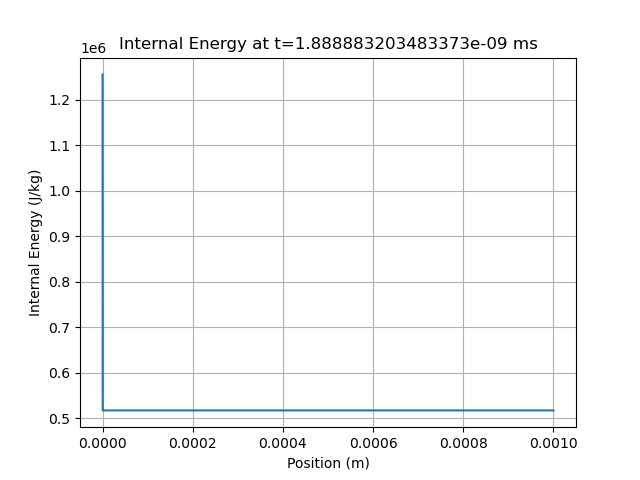 Internal Energy at t=1.888883203483373e-09 ms
1e6
1.2
1.1
1.0
0.9
0.8
0.7
0.6
0.5
Internal Energy (J/kg)
0.0000 0.0002 0.0004 0.0006 0.0008 0.0010
Position (m)